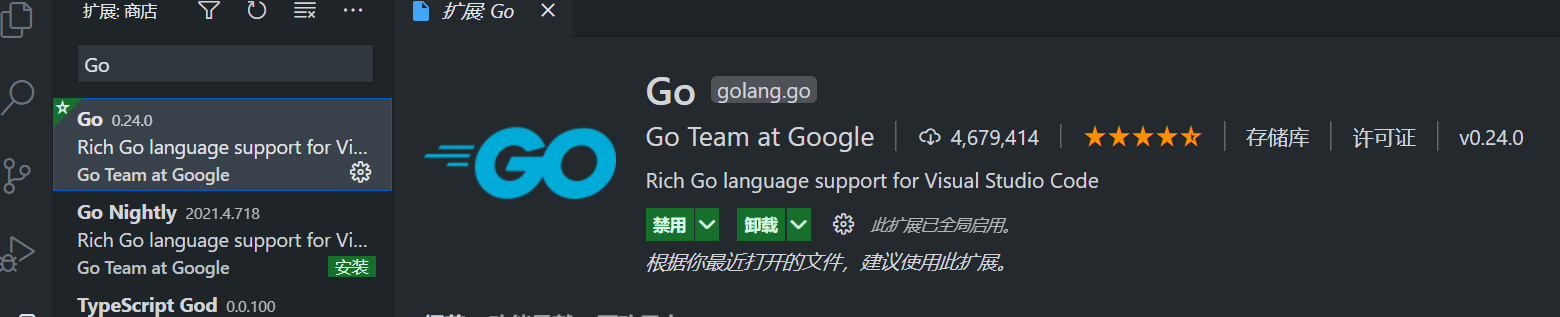 扩展: 商店
Go
Go 0.24.0
Rich Go language support for Vi...
Go Team at Google
Go Nightly 2021.4.718
Rich Go language support for Vi...
Go Team at Google 安装
TypeScript God 0.0.100
扩展: Go
GO
Go golang.go
Go Team at Google 4,679,414 存储库 许可证 v0.24.0
Rich Go language support for Visual Studio Code
禁用 卸载 此扩展已全局启用。
根据你最近打开的文件，建议使用此扩展。